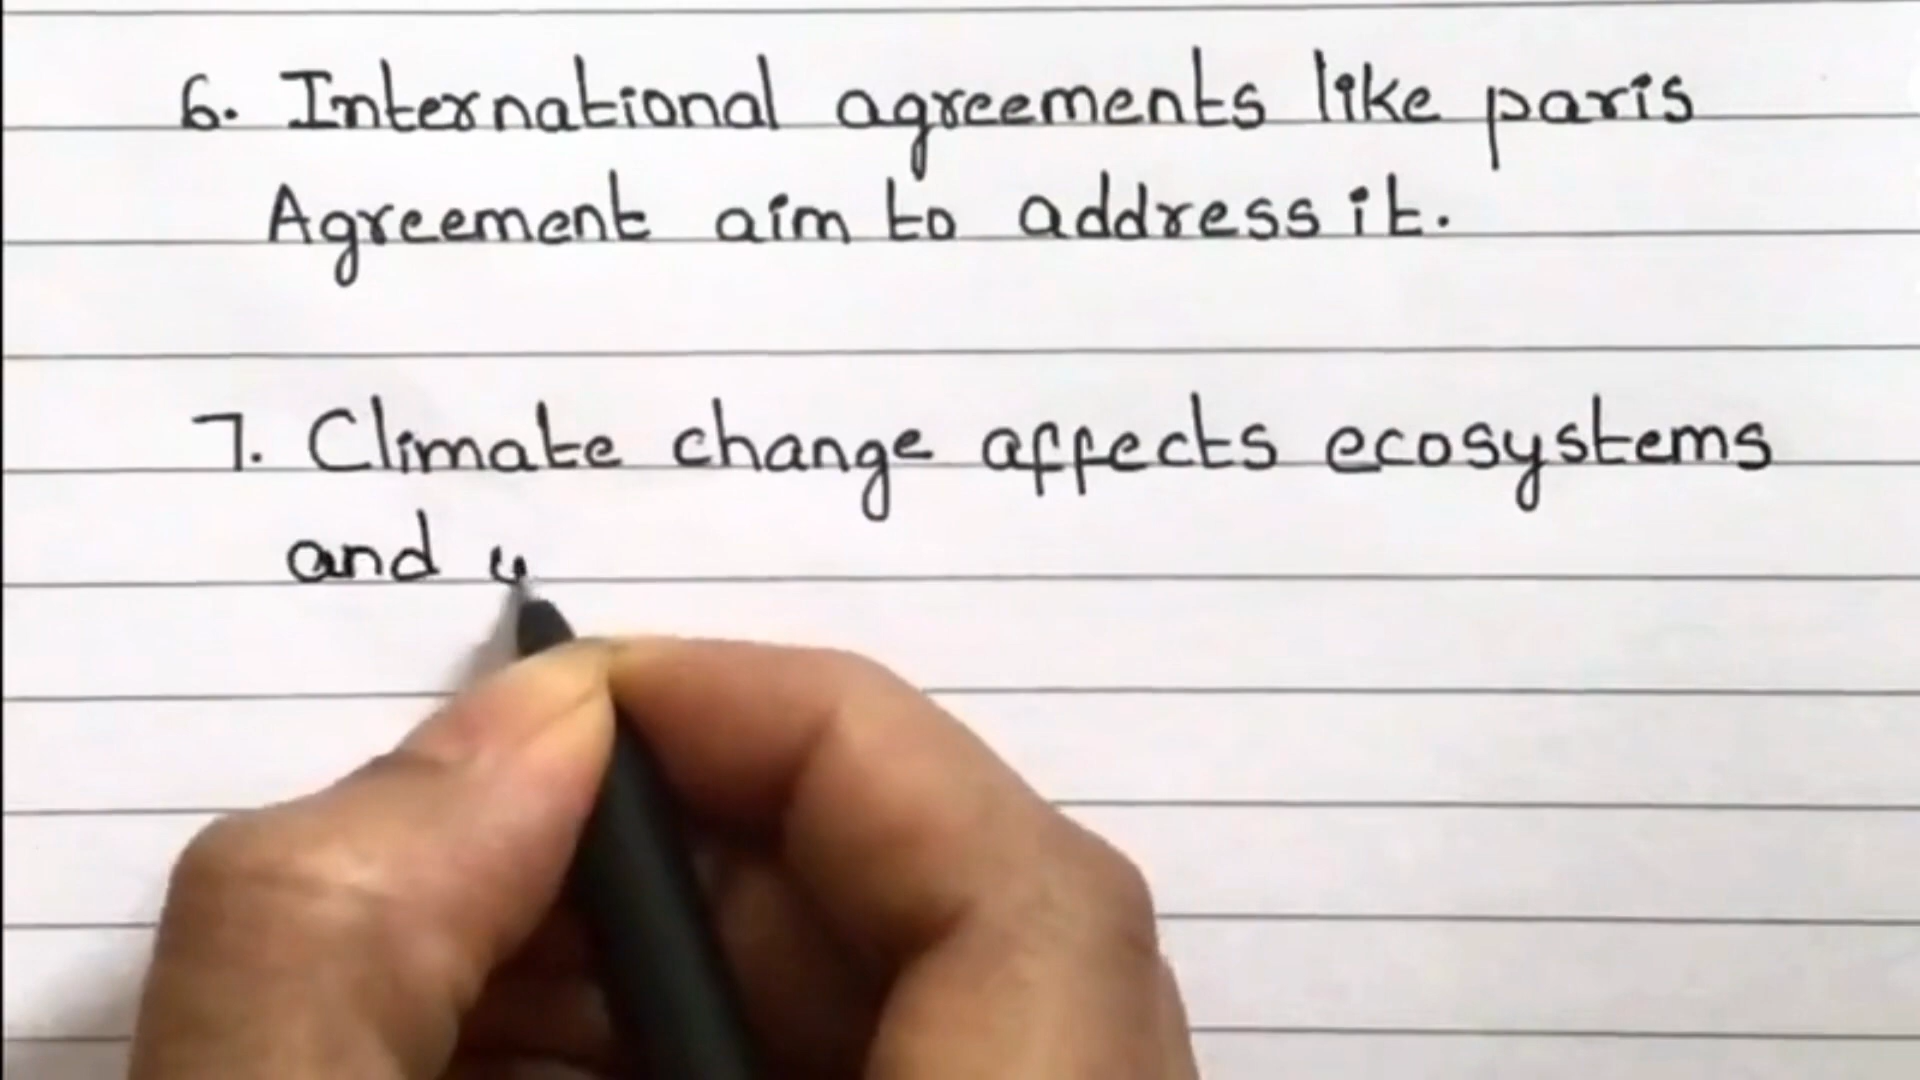 6. International agreements like paris
Agreement aim to address it.
7. Climate change affects ecosystems
and